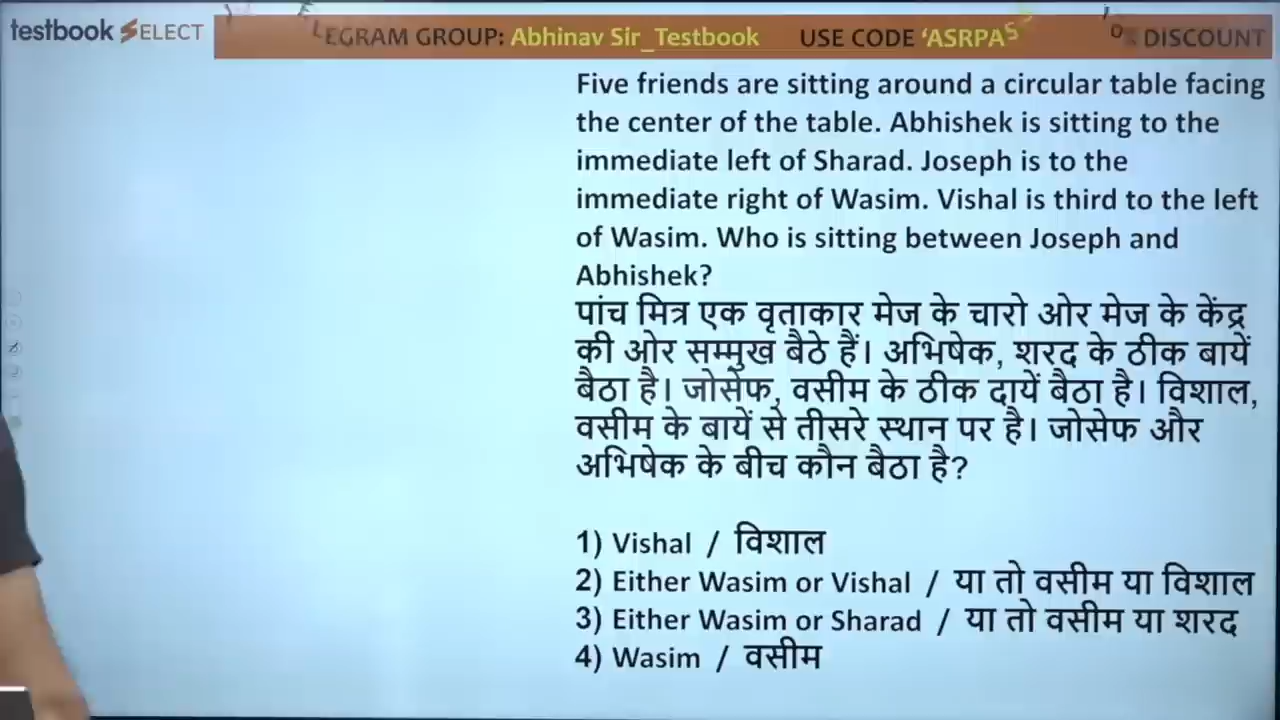 testbook SELECT
LEGRAM GROUP: Abhinav Sir_Testbook USE CODE ‘ASRPA DISCOUNT
Five friends are sitting around a circular table facing
the center of the table. Abhishek is sitting to the
immediate left of Sharad. Joseph is to the
immediate right of Wasim. Vishal is third to the left
of Wasim. Who is sitting between Joseph and
Abhishek?
पांच मित्र एक वृताकार मेज के चारो ओर मेज के केंद्र
की ओर सम्मुख बैठे हैं। अभिषेक, शरद के ठीक बायें
बैठा है। जोसेफ, वसीम के ठीक दायें बैठा है। विशाल,
वसीम के बायें से तीसरे स्थान पर है। जोसेफ और
अभिषेक के बीच कौन बैठा है?
1) Vishal / विशाल
2) Either Wasim or Vishal / या तो वसीम या विशाल
3) Either Wasim or Sharad / या तो वसीम या शरद
4) Wasim / वसीम